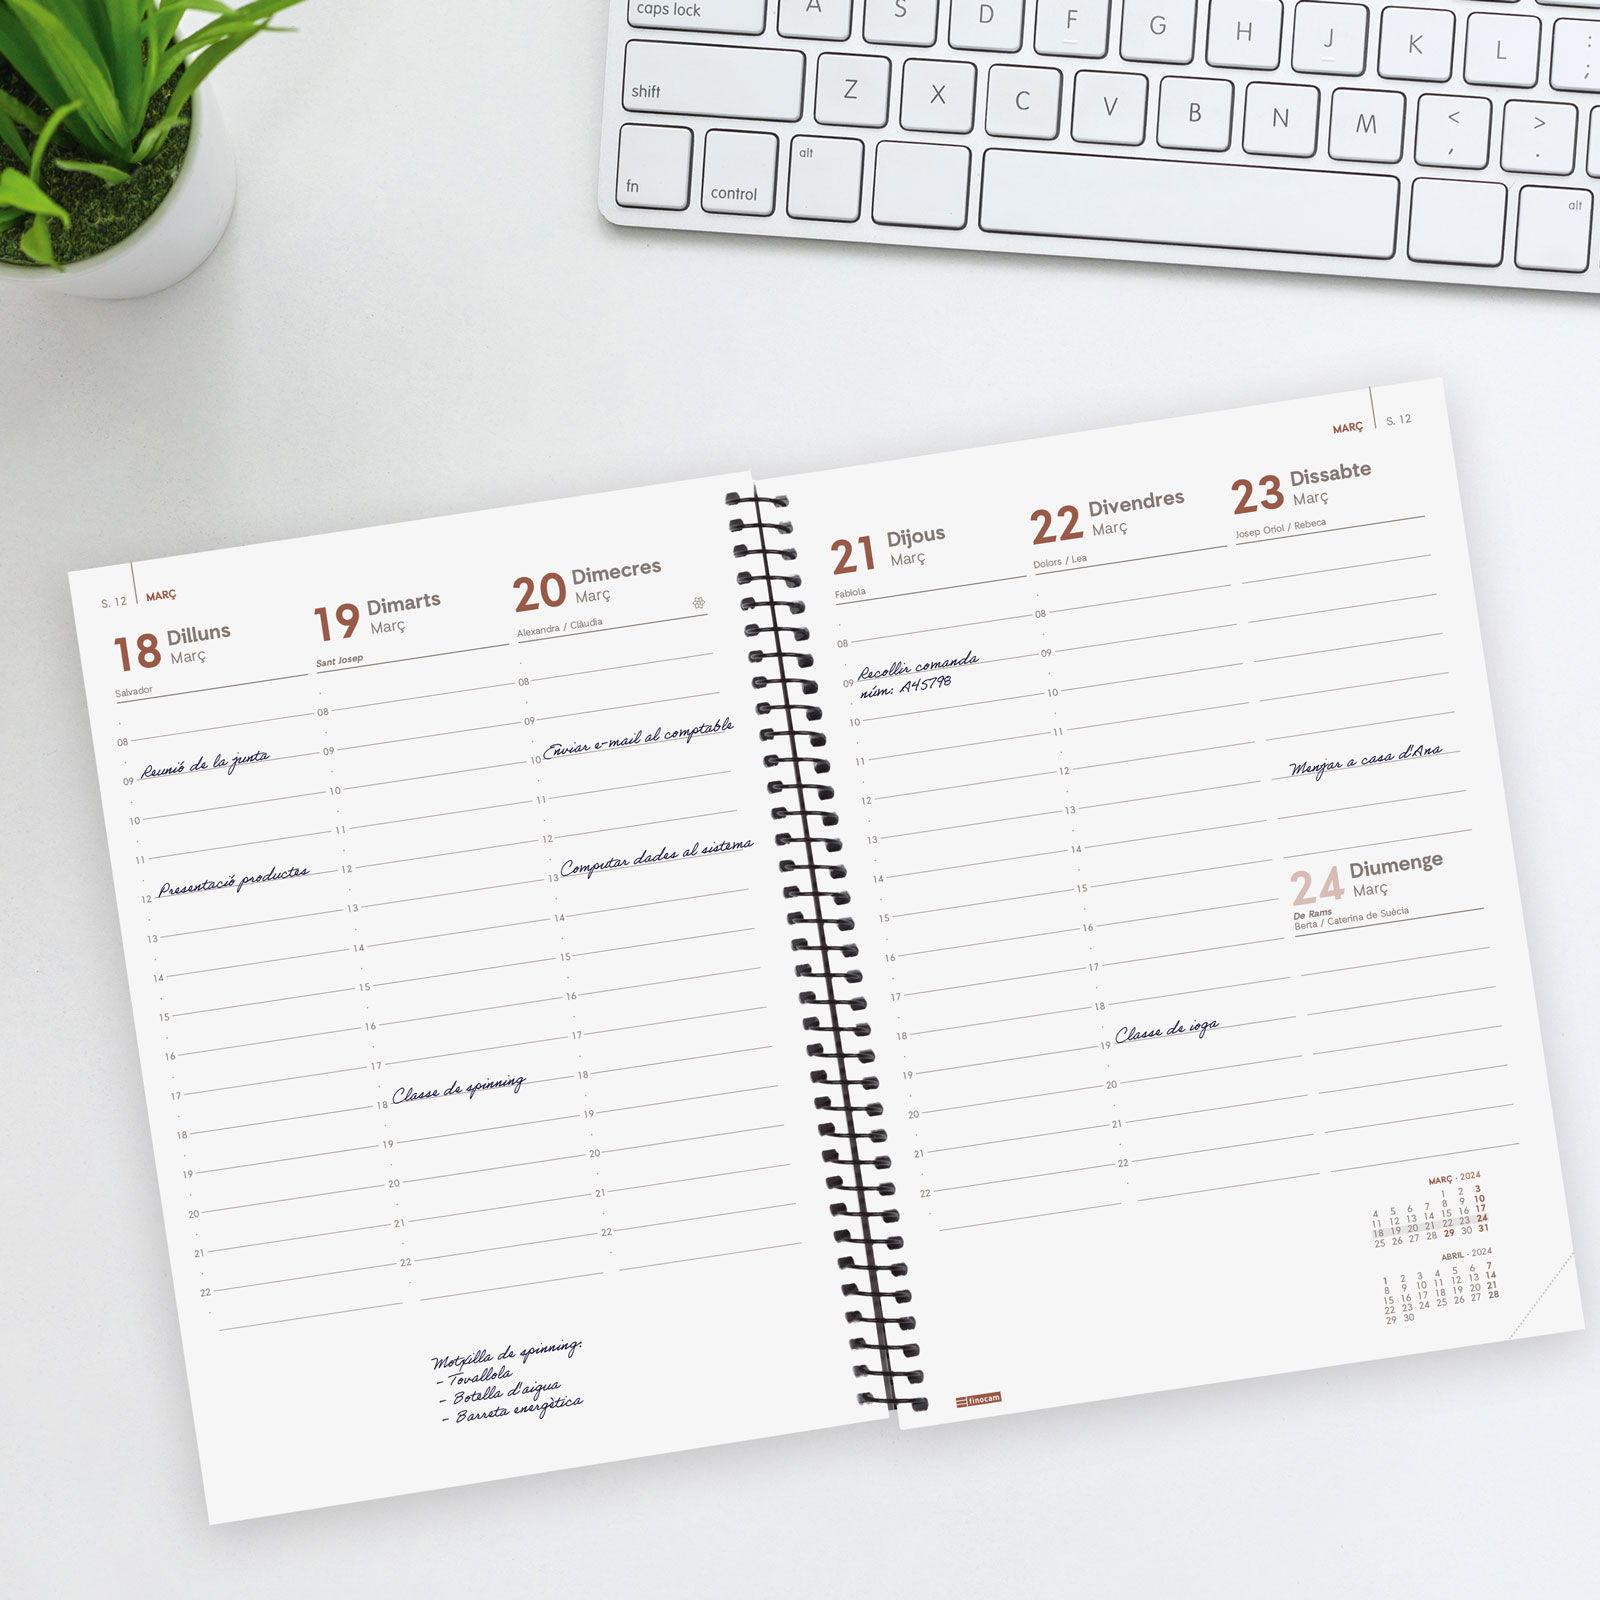 caps lock
A
S
D
F
G
H
J
K
L
:
;
shift
Z
X
C
V
B
N
M
<
,
>
.
fn
control
alt
alt
S. 12
MARÇ
18 Dilluns
Març
Salvador
08
09 Reunió de la junta
10
11
12 Presentació productes
13
14
15
16
17
18
19
20
21
22
19 Dimarts
Març
Sant Josep
08
09
10
11
12
13
14
15
16
17
18 Classe de spinning
19
20
21
22
Motxilla de spinning:
- Tovallola
- Botella d'aigua
- Barreta energètica
20 Dimecres
Març
Alexandra / Clàudia
08
09
10 Enviar e-mail al comptable
11
12
13 Computar dades al sistema
14
15
16
17
18
19
20
21
22
MARÇ
S. 12
21 Dijous
Març
Fabiola
08
09 Recollir comanda
núm: A45798
10
11
12
13
14
15
16
17
18
19
20
21
22
22 Divendres
Març
Dolors / Lea
08
09
10
11
12
13
14
15
16
17
18
19 Classe de ioga
20
21
22
23 Dissabte
Març
Josep Oriol / Rebeca
Menjar a casa d'Ana
24 Diumenge
Març
De Rams
Berta / Caterina de Suècia
MARÇ - 2024
1 2 3
4 5 6 7 8 9 10
11 12 13 14 15 16 17
18 19 20 21 22 23 24
25 26 27 28 29 30 31
ABRIL - 2024
1 2 3 4 5 6 7
8 9 10 11 12 13 14
15 16 17 18 19 20 21
22 23 24 25 26 27 28
29 30
finocam